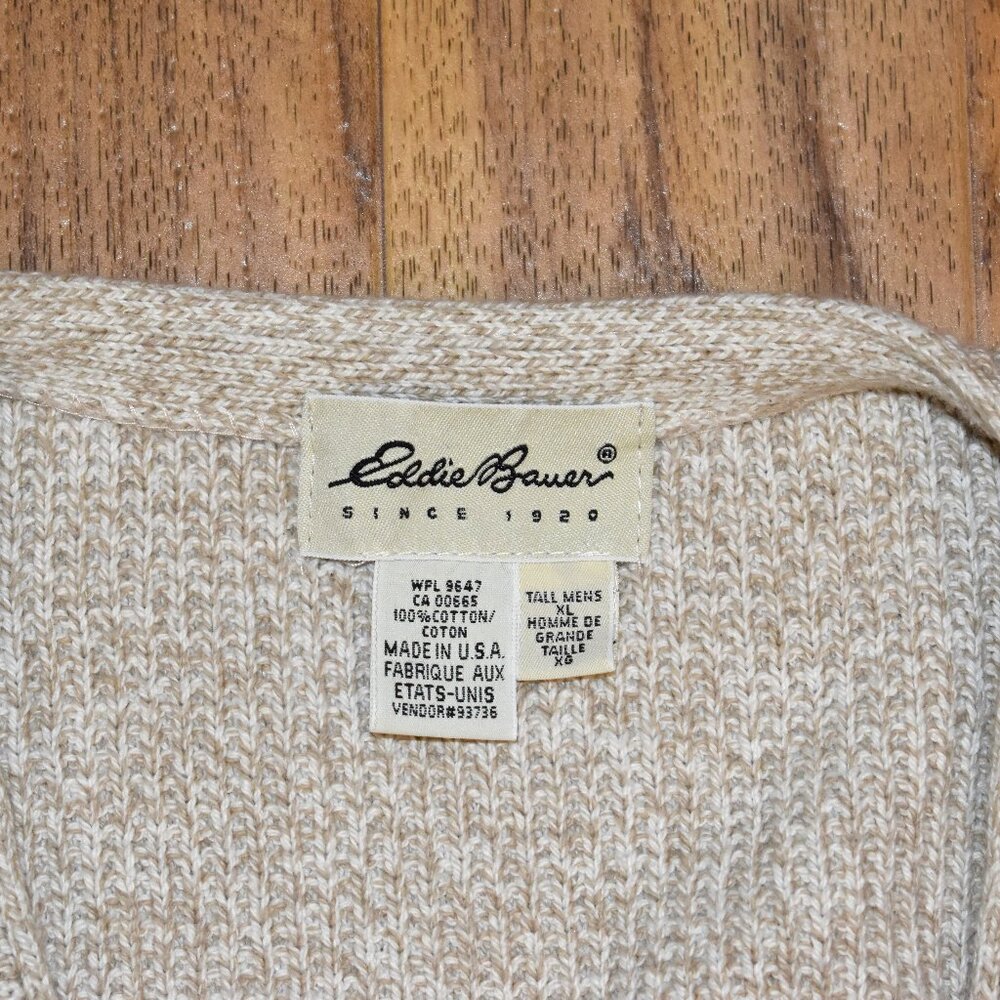 Eddie Bauer®
SINCE 1920
WPL 9647
CA 00665
100%COTTON/
COTON
MADE IN U.S.A.
FABRIQUE AUX
ETATS-UNIS
VENDOR#93736
TALL MENS
XL
HOMME DE
GRANDE
TAILLE
XG